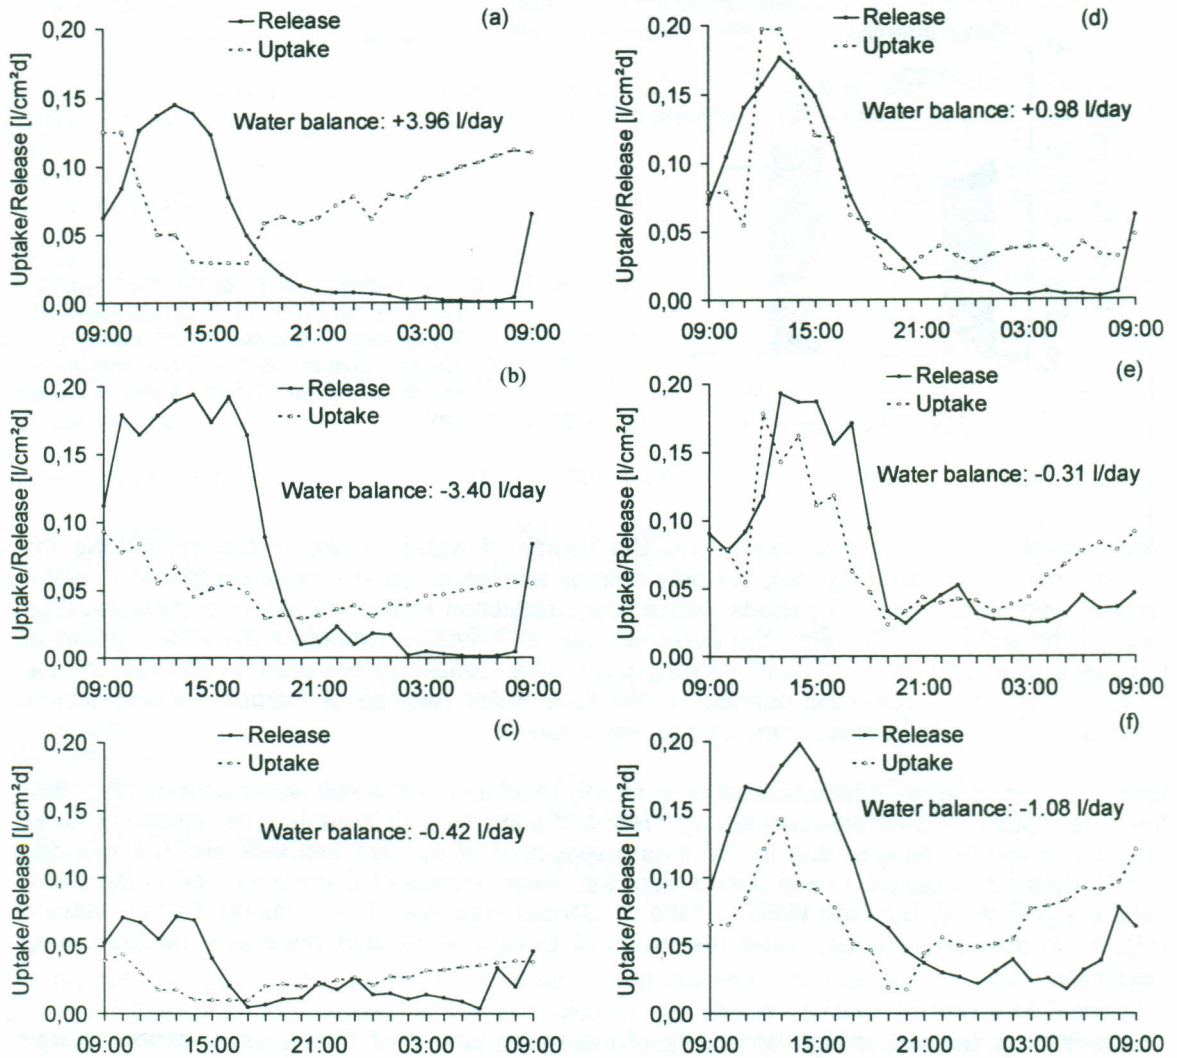 Release
Uptake
(a)
Uptake/Release [l/cm²d]
0,20
0,15
0,10
0,05
0,00
Water balance: +3.96 l/day
09:00 15:00 21:00 03:00 09:00
Release
Uptake
(b)
Uptake/Release [l/cm²d]
0,20
0,15
0,10
0,05
0,00
Water balance: -3.40 l/day
09:00 15:00 21:00 03:00 09:00
Release
Uptake
(c)
Uptake/Release [l/cm²d]
0,20
0,15
0,10
0,05
0,00
Water balance: -0.42 l/day
09:00 15:00 21:00 03:00 09:00
Release
Uptake
(d)
Uptake/Release [l/cm²d]
0,20
0,15
0,10
0,05
0,00
Water balance: +0.98 l/day
09:00 15:00 21:00 03:00 09:00
Release
Uptake
(e)
Uptake/Release [l/cm²d]
0,20
0,15
0,10
0,05
0,00
Water balance: -0.31 l/day
09:00 15:00 21:00 03:00 09:00
Release
Uptake
(f)
Uptake/Release [l/cm²d]
0,20
0,15
0,10
0,05
0,00
Water balance: -1.08 l/day
09:00 15:00 21:00 03:00 09:00